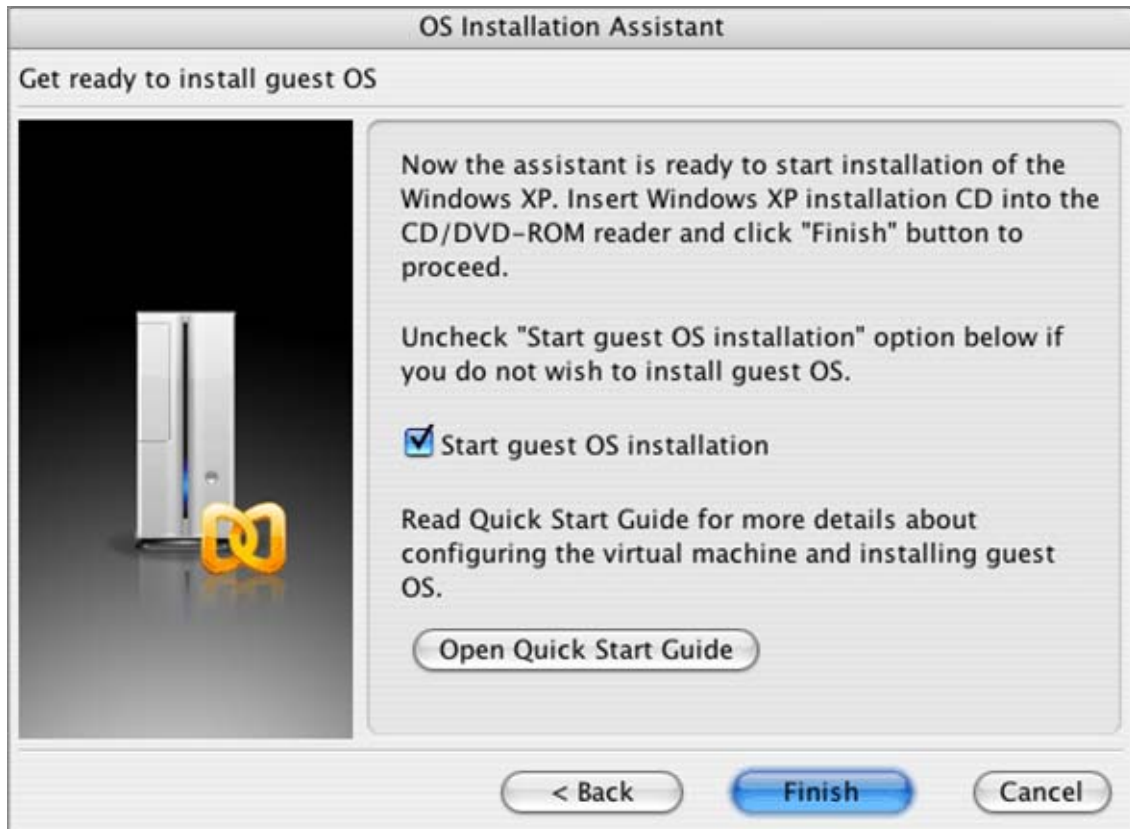 OS Installation Assistant
Get ready to install guest OS
Now the assistant is ready to start installation of the
Windows XP. Insert Windows XP installation CD into the
CD/DVD-ROM reader and click "Finish" button to
proceed.
Uncheck "Start guest OS installation" option below if
you do not wish to install guest OS.
Start guest OS installation
Read Quick Start Guide for more details about
configuring the virtual machine and installing guest
OS.
Open Quick Start Guide
< Back
Finish
Cancel